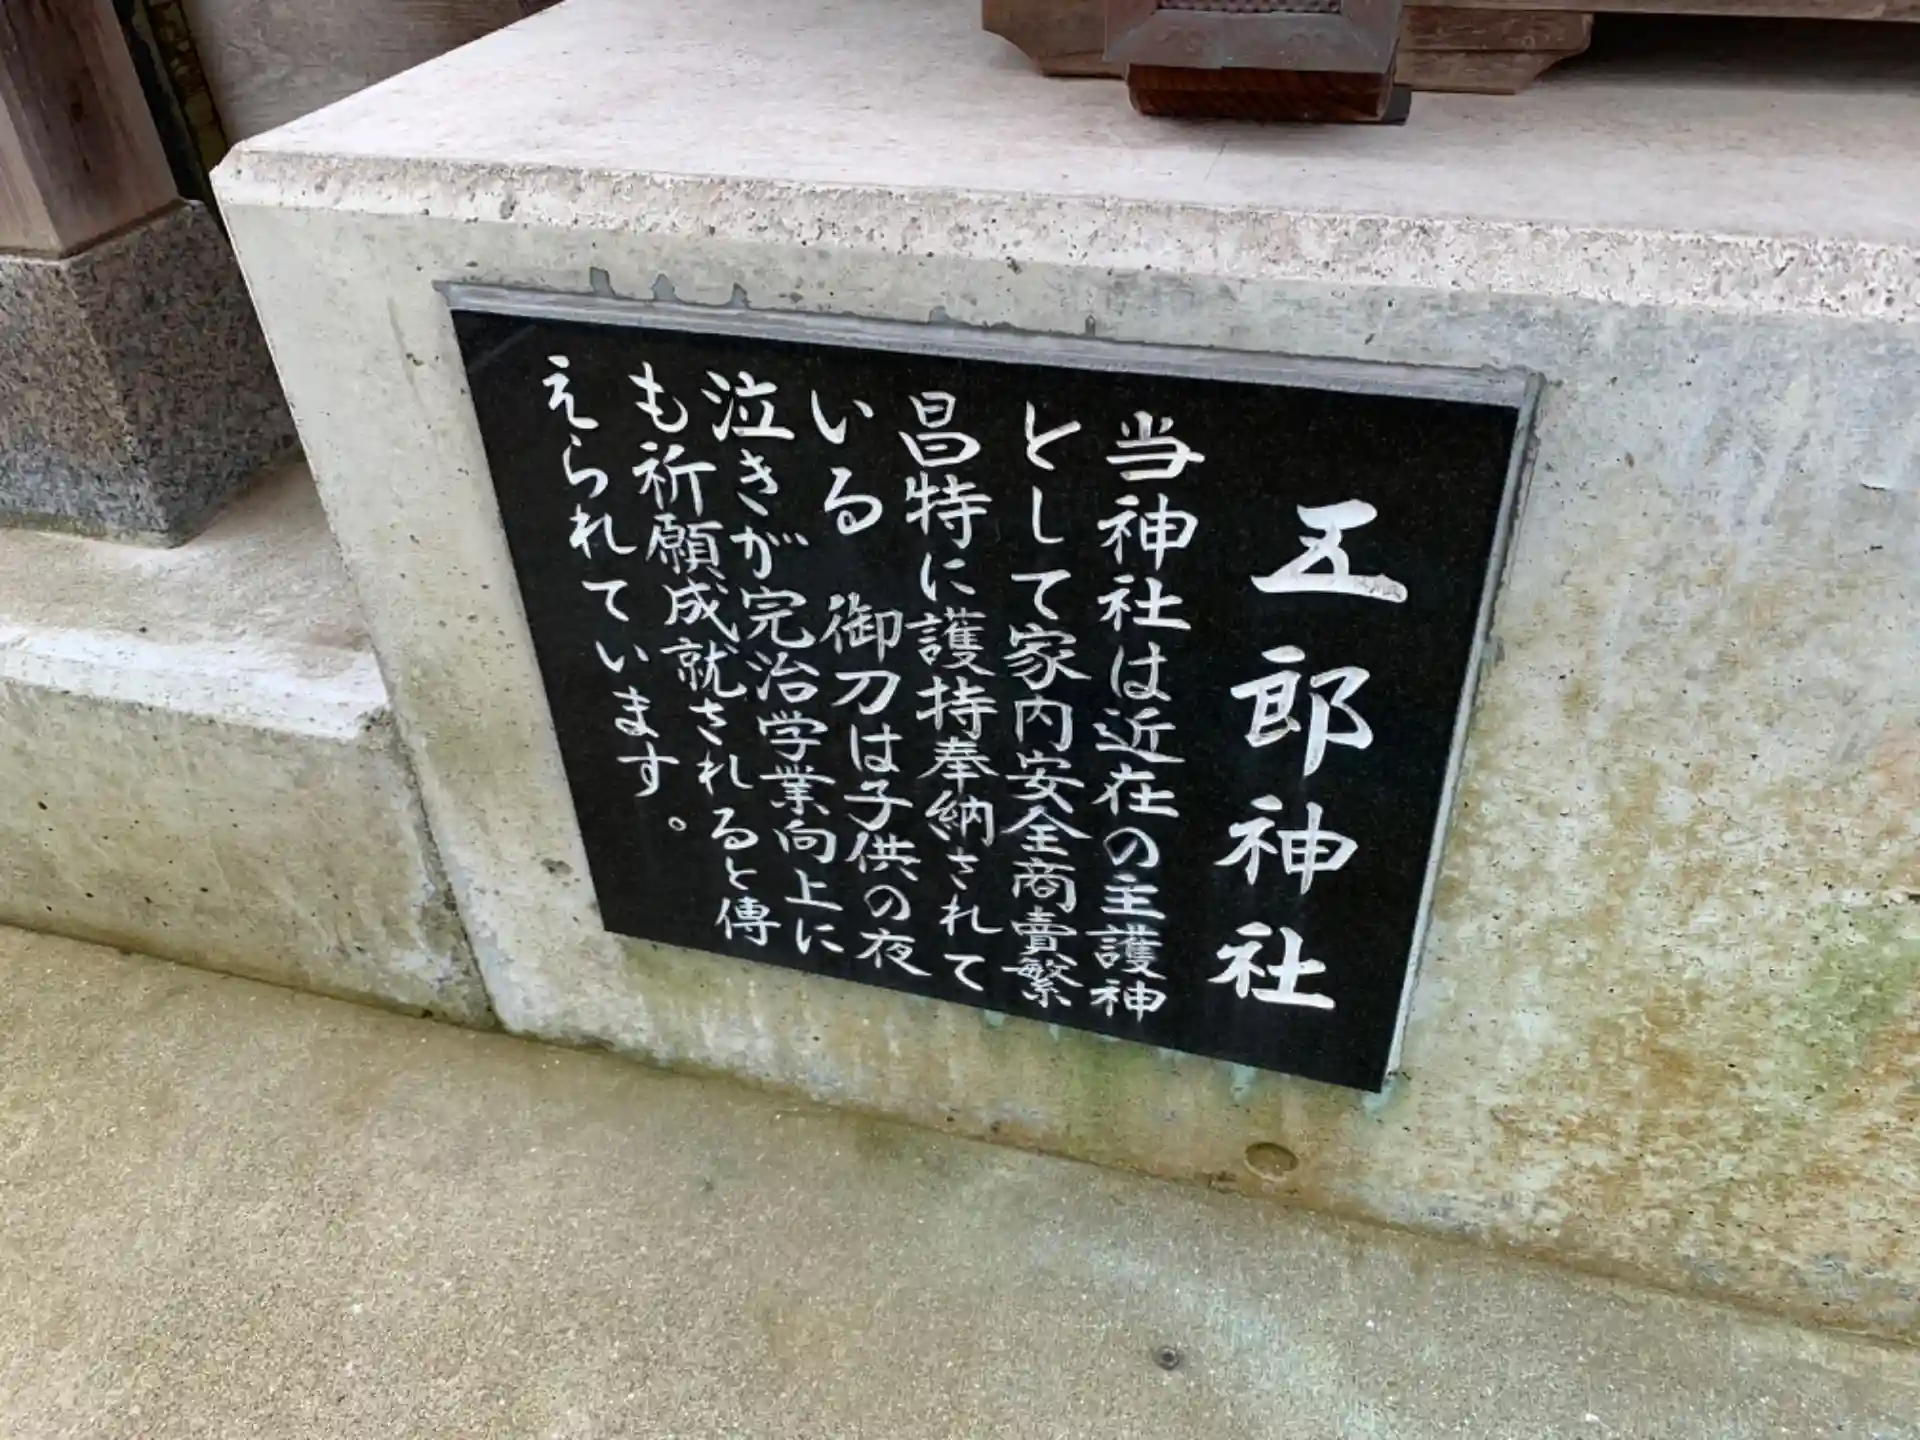 五郎神社
当神社は近在の主護神
として家内安全商賣繁
昌特に護持奉納されて
いる 御刀は子供の夜
泣きが完治学業向上に
も祈願成就されると傳
えられています。